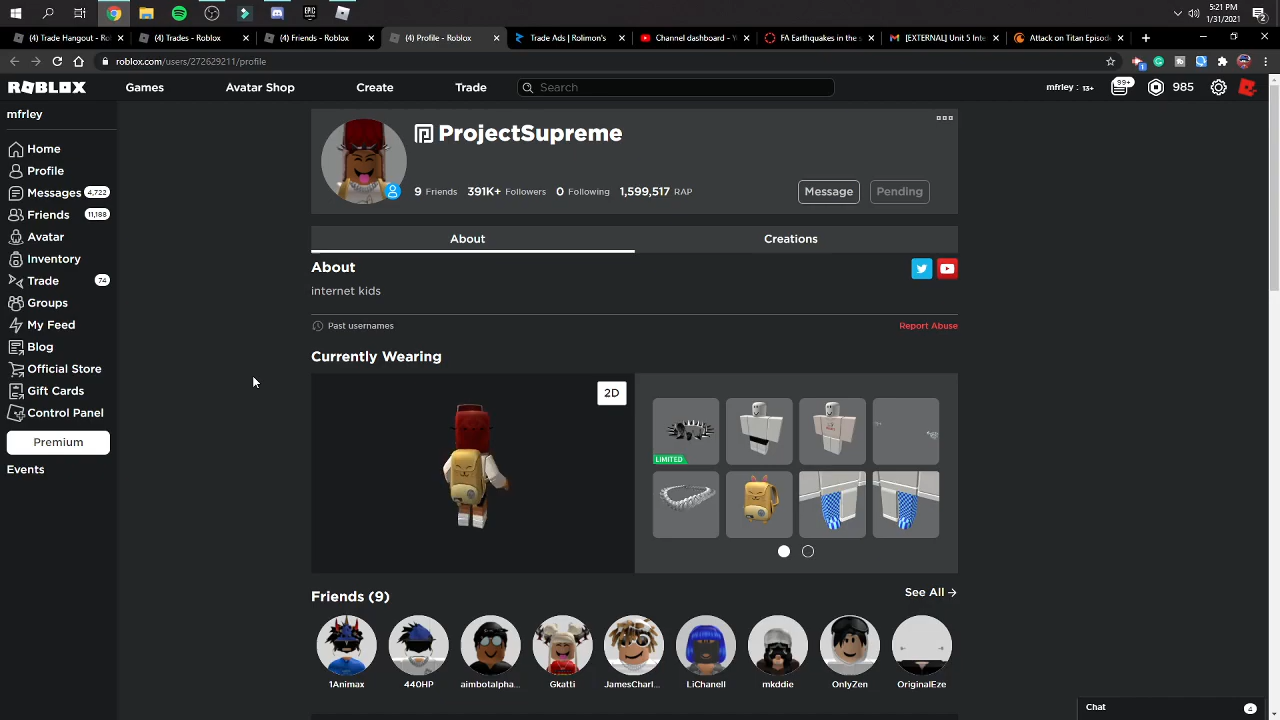 5:21 PM
1/31/2021
(4) Trade Hangout - Ro
(4) Trades - Roblox
(4) Friends - Roblox
(4) Profile - Roblox
Trade Ads | Rolimon's
Channel dashboard - Y
FA Earthquakes in the s
[EXTERNAL] Unit 5 Inter
Attack on Titan Episod
roblox.com/users/272629211/profile
ROBLOX Games Avatar Shop Create Trade Search mfrley : 13+ 99+ 985
mfrley
Home
Profile
Messages 4,722
Friends 11,188
Avatar
Inventory
Trade 74
Groups
My Feed
Blog
Official Store
Gift Cards
Control Panel
Premium
Events
ProjectSupreme
9 Friends 391K+ Followers 0 Following 1,599,517 RAP Message Pending
About Creations
About
internet kids
Past usernames Report Abuse
Currently Wearing
2D
LIMITED
Friends (9) See All
1Animax 440HP aimbotalpha... Gkatti JamesCharl... LiChanell mkddie OnlyZen OriginalEze
Chat 4